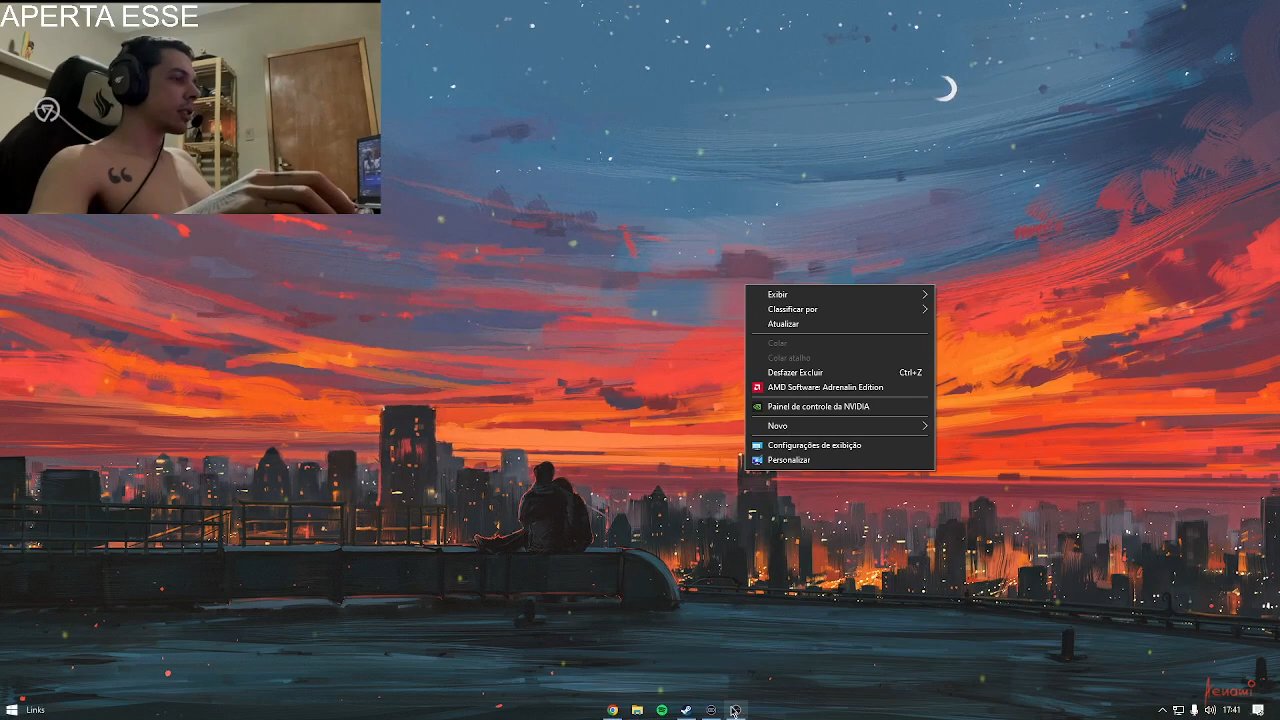 APERTA ESSE
Exibir
Classificar por
Atualizar
Colar
Colar atalho
Desfazer Excluir Ctrl+Z
AMD Software: Adrenalin Edition
Painel de controle da NVIDIA
Novo
Configurações de exibição
Personalizar
Links
17:41